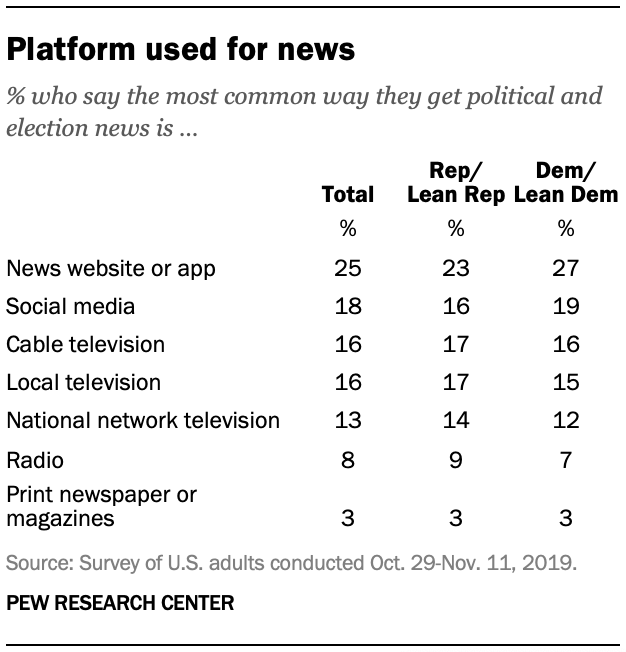 Platform used for news
% who say the most common way they get political and
election news is ...
Rep/ Dem/
Total Lean Rep Lean Dem
% % %
News website or app 25 23 27
Social media 18 16 19
Cable television 16 17 16
Local television 16 17 15
National network television 13 14 12
Radio 8 9 7
Print newspaper or
magazines 3 3 3
Source: Survey of U.S. adults conducted Oct. 29-Nov. 11, 2019.
PEW RESEARCH CENTER